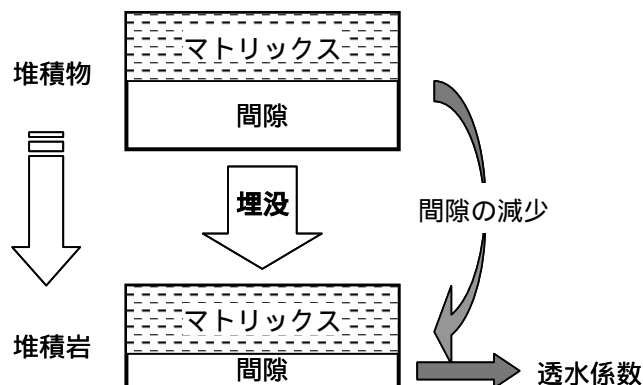 マトリックス
堆積物
間隙
埋没
間隙の減少
マトリックス
堆積岩
間隙
透水係数